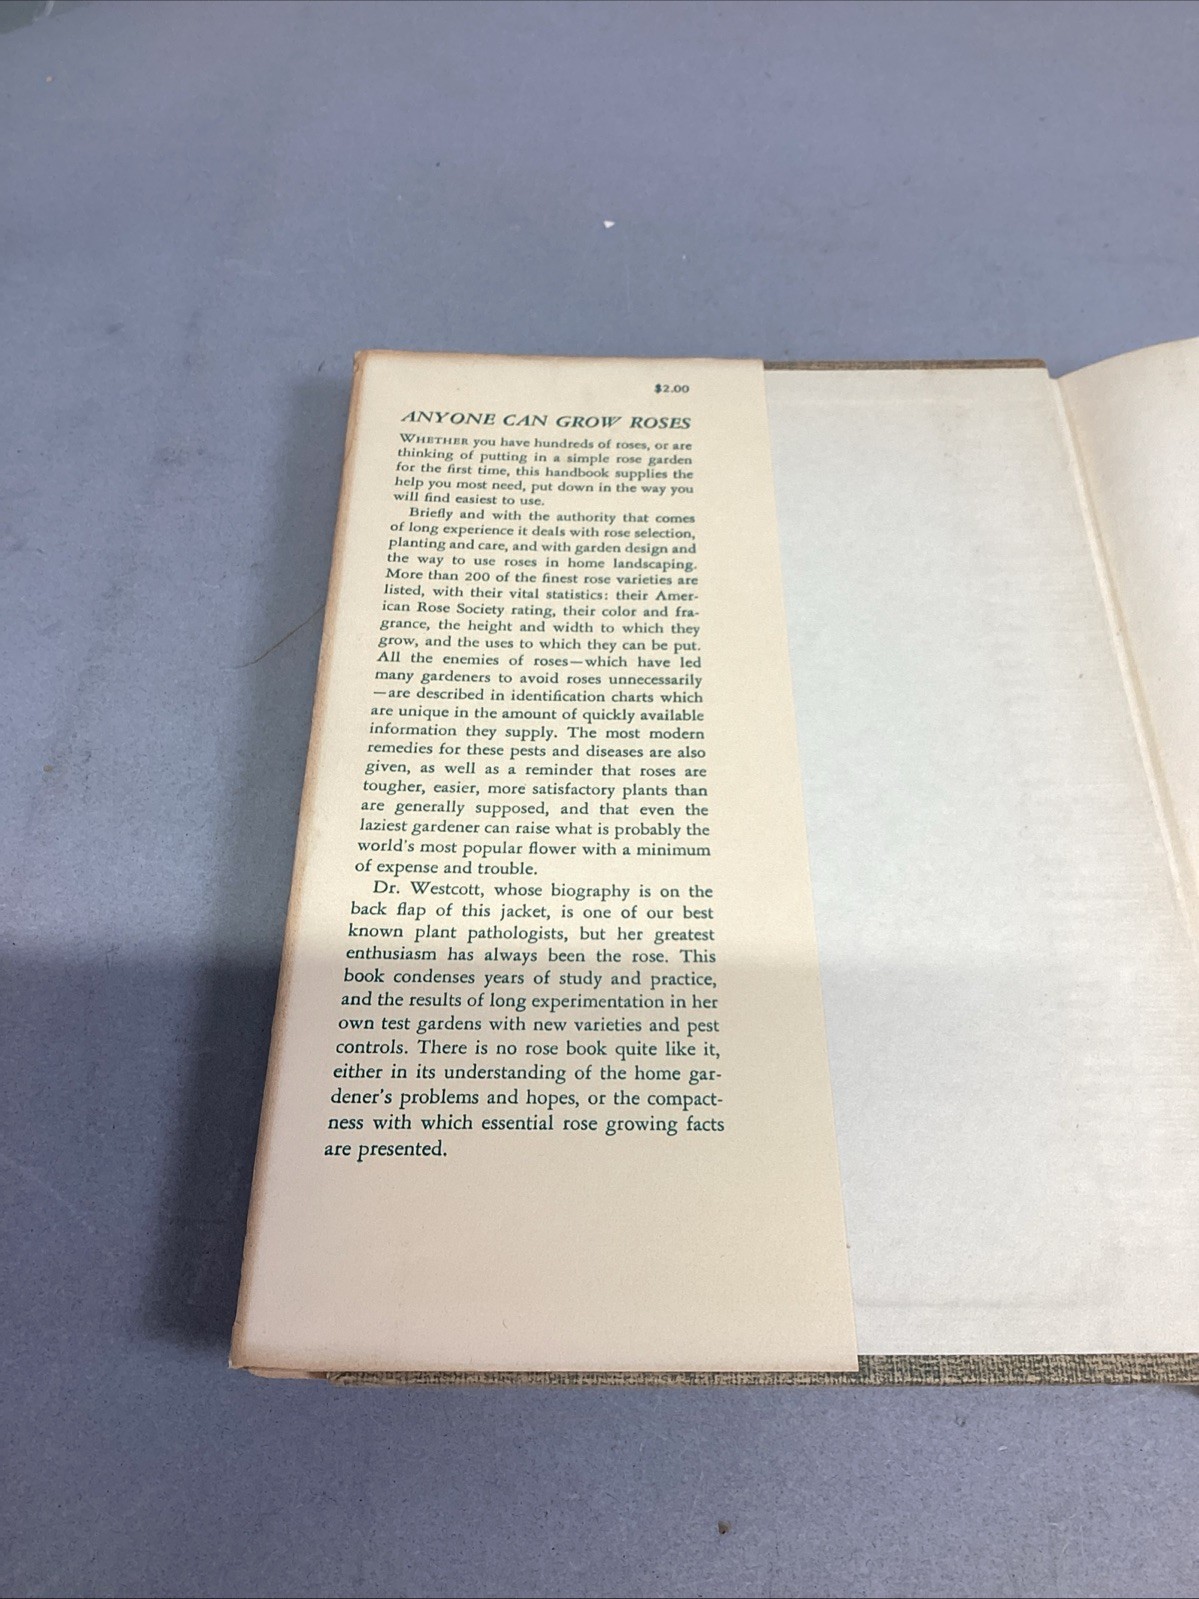 $2.00
ANYONE CAN GROW ROSES
WHETHER you have hundreds of roses, or are
thinking of putting in a simple rose garden
for the first time, this handbook supplies the
help you most need, put down in the way you
will find easiest to use.
Briefly and with the authority that comes
of long experience it deals with rose selection,
planting and care, and with garden design and
the way to use roses in home landscaping.
More than 200 of the finest rose varieties are
listed, with their vital statistics: their Amer-
ican Rose Society rating, their color and fra-
grance, the height and width to which they
grow, and the uses to which they can be put.
All the enemies of roses—which have led
many gardeners to avoid roses unnecessarily
—are described in identification charts which
are unique in the amount of quickly available
information they supply. The most modern
remedies for these pests and diseases are also
given, as well as a reminder that roses are
tougher, easier, more satisfactory plants than
are generally supposed, and that even the
laziest gardener can raise what is probably the
world's most popular flower with a minimum
of expense and trouble.
Dr. Westcott, whose biography is on the
back flap of this jacket, is one of our best
known plant pathologists, but her greatest
enthusiasm has always been the rose. This
book condenses years of study and practice,
and the results of long experimentation in her
own test gardens with new varieties and pest
controls. There is no rose book quite like it,
either in its understanding of the home gar-
dener's problems and hopes, or the compact-
ness with which essential rose growing facts
are presented.